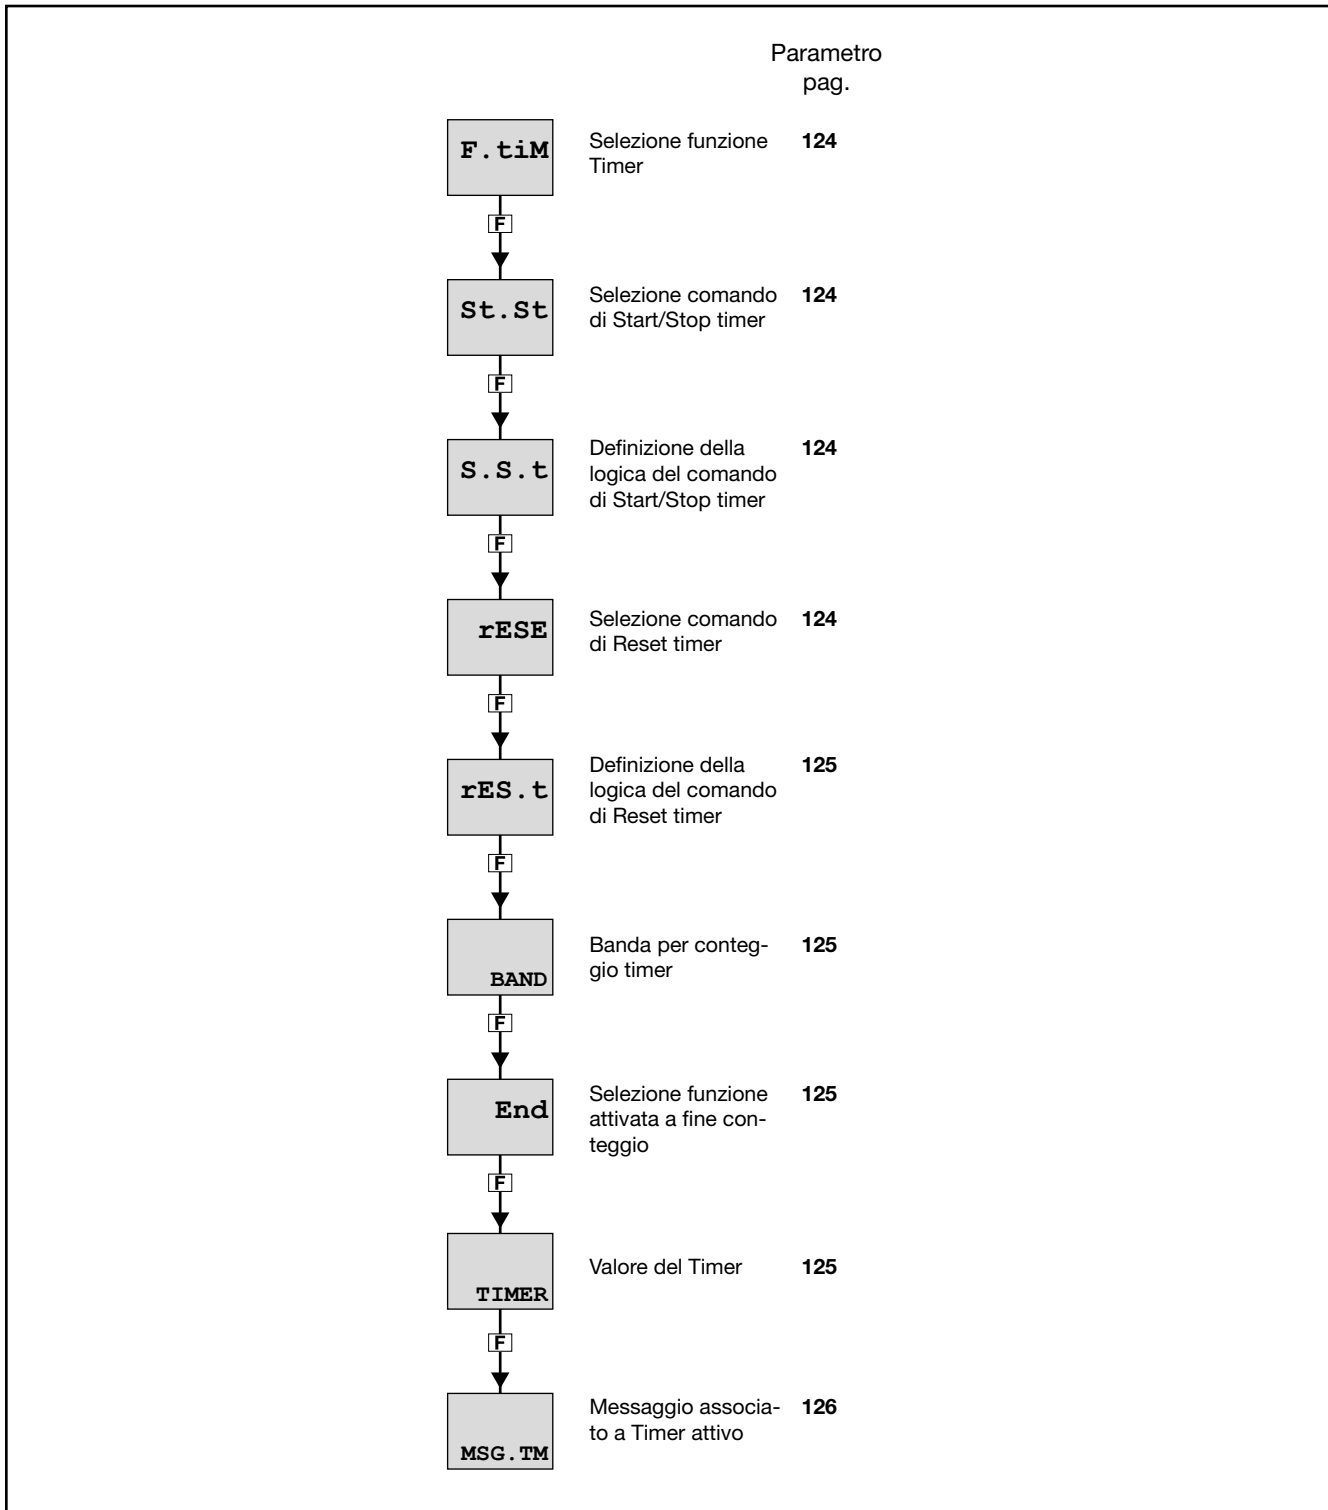 Parametro
pag.
F.tiM
Selezione funzione
Timer
124
F
St.St
Selezione comando
di Start/Stop timer
124
F
S.S.t
Definizione della
logica del comando
di Start/Stop timer
124
F
rESE
Selezione comando
di Reset timer
124
F
rES.t
Definizione della
logica del comando
di Reset timer
125
F
BAND
Banda per conteg-
gio timer
125
F
End
Selezione funzione
attivata a fine con-
teggio
125
F
TIMER
Valore del Timer
125
F
MSG.TM
Messaggio associa-
to a Timer attivo
126